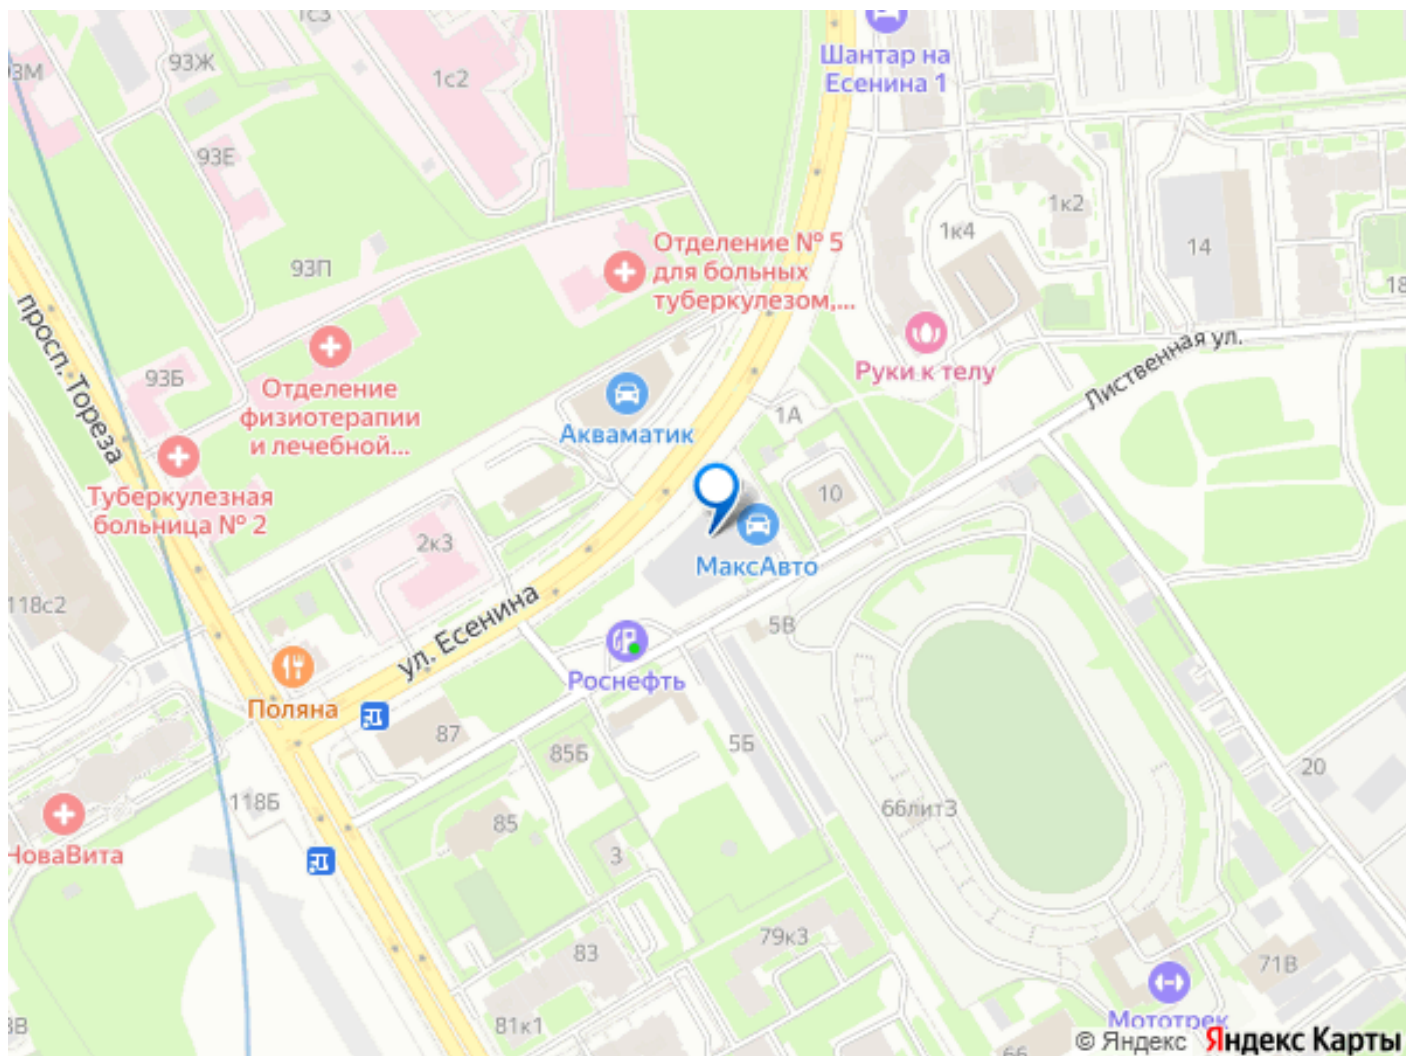 1с3
93М
93Ж
1с2
Шантар на
Есенина 1
93Е
1к2
1к4
14
Отделение № 5
для больных
туберкулезом,...
93П
18
просп. Тореза
Лиственная ул.
93Б
Отделение
физиотерапии
и лечебной...
Руки к телу
Акваматик
1А
Туберкулезная
больница № 2
10
2к3
МаксАвто
118с2
ул. Есенина
5В
Роснефть
Поляна
87
85Б
5Б
20
118Б
66лит3
85
НоваВита
3
79к3
83
71В
81к1
Мототрек
66
© Яндекс Яндекс Карты